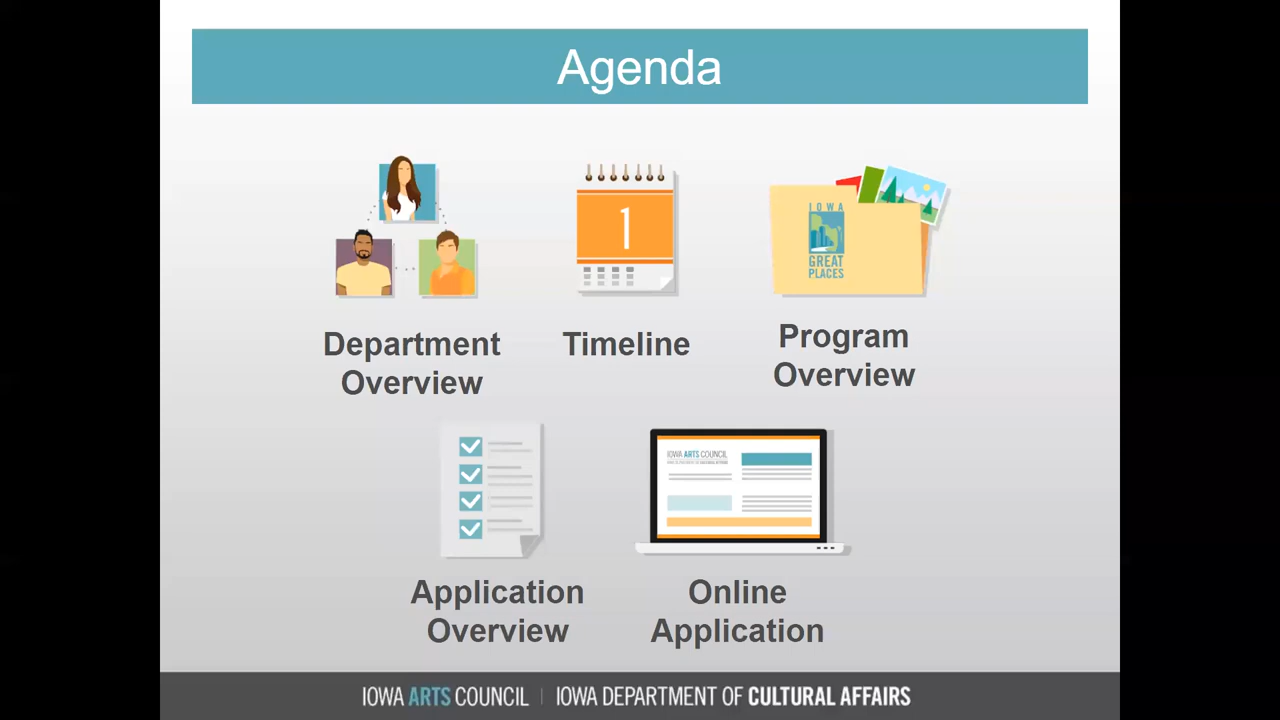 Agenda
1
IOWA
GREAT
PLACES
Department
Overview
Timeline
Program
Overview
IOWA ARTS COUNCIL
Application
Overview
Online
Application
IOWA ARTS COUNCIL | IOWA DEPARTMENT OF CULTURAL AFFAIRS